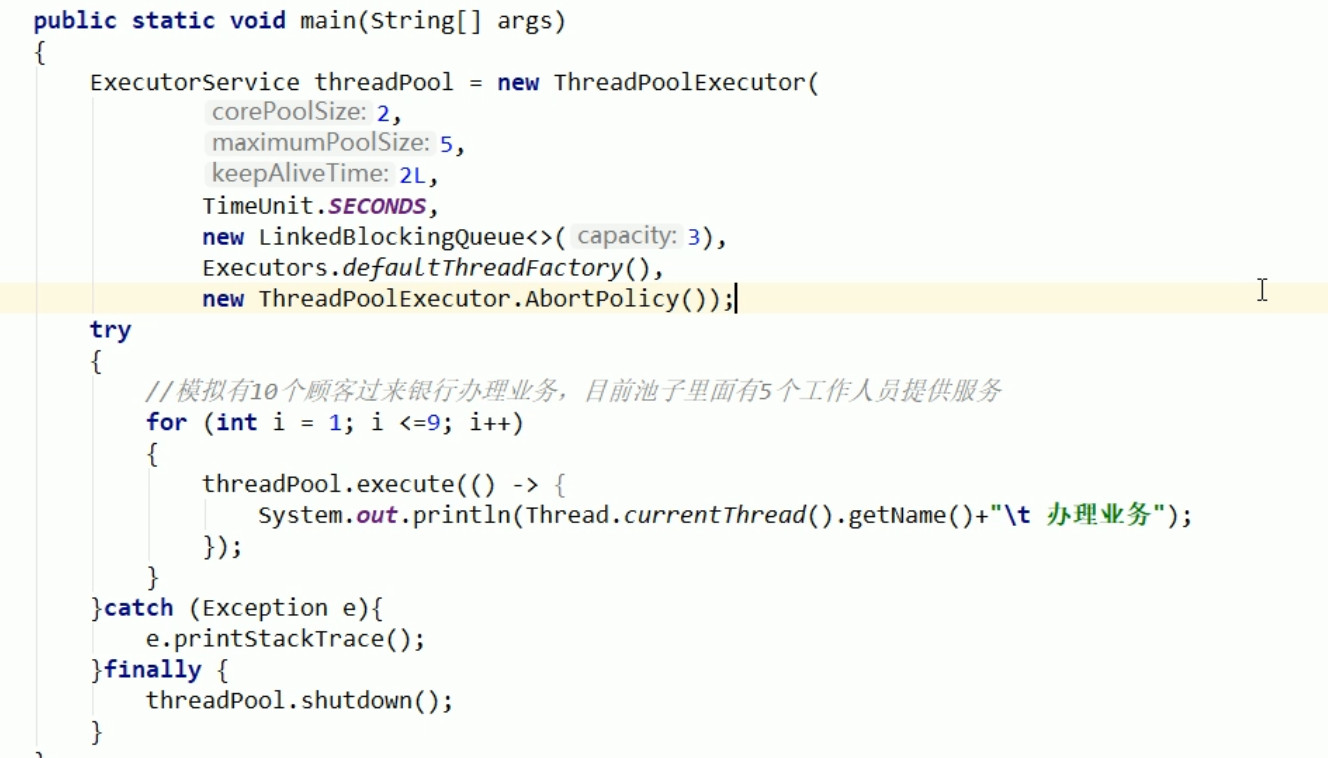 public static void main(String[] args)
{
ExecutorService threadPool = new ThreadPoolExecutor(
corePoolSize: 2,
maximumPoolSize: 5,
keepAliveTime: 2L,
TimeUnit.SECONDS,
new LinkedBlockingQueue<>( capacity: 3),
Executors.defaultThreadFactory(),
new ThreadPoolExecutor.AbortPolicy());
try
{
//模拟有10个顾客过来银行办理业务，目前池子里面有5个工作人员提供服务
for (int i = 1; i <=9; i++)
{
threadPool.execute(() -> {
System.out.println(Thread.currentThread().getName()+"\t 办理业务");
});
}
}catch (Exception e){
e.printStackTrace();
}finally {
threadPool.shutdown();
}